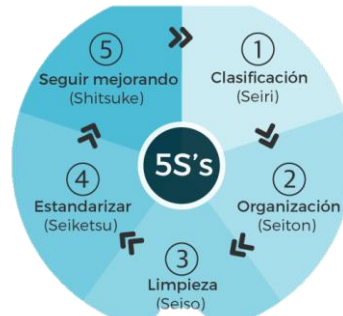 5S's
1
Clasificación
(Seiri)
2
Organización
(Seiton)
3
Limpieza
(Seiso)
4
Estandarizar
(Seiketsu)
5
Seguir mejorando
(Shitsuke)